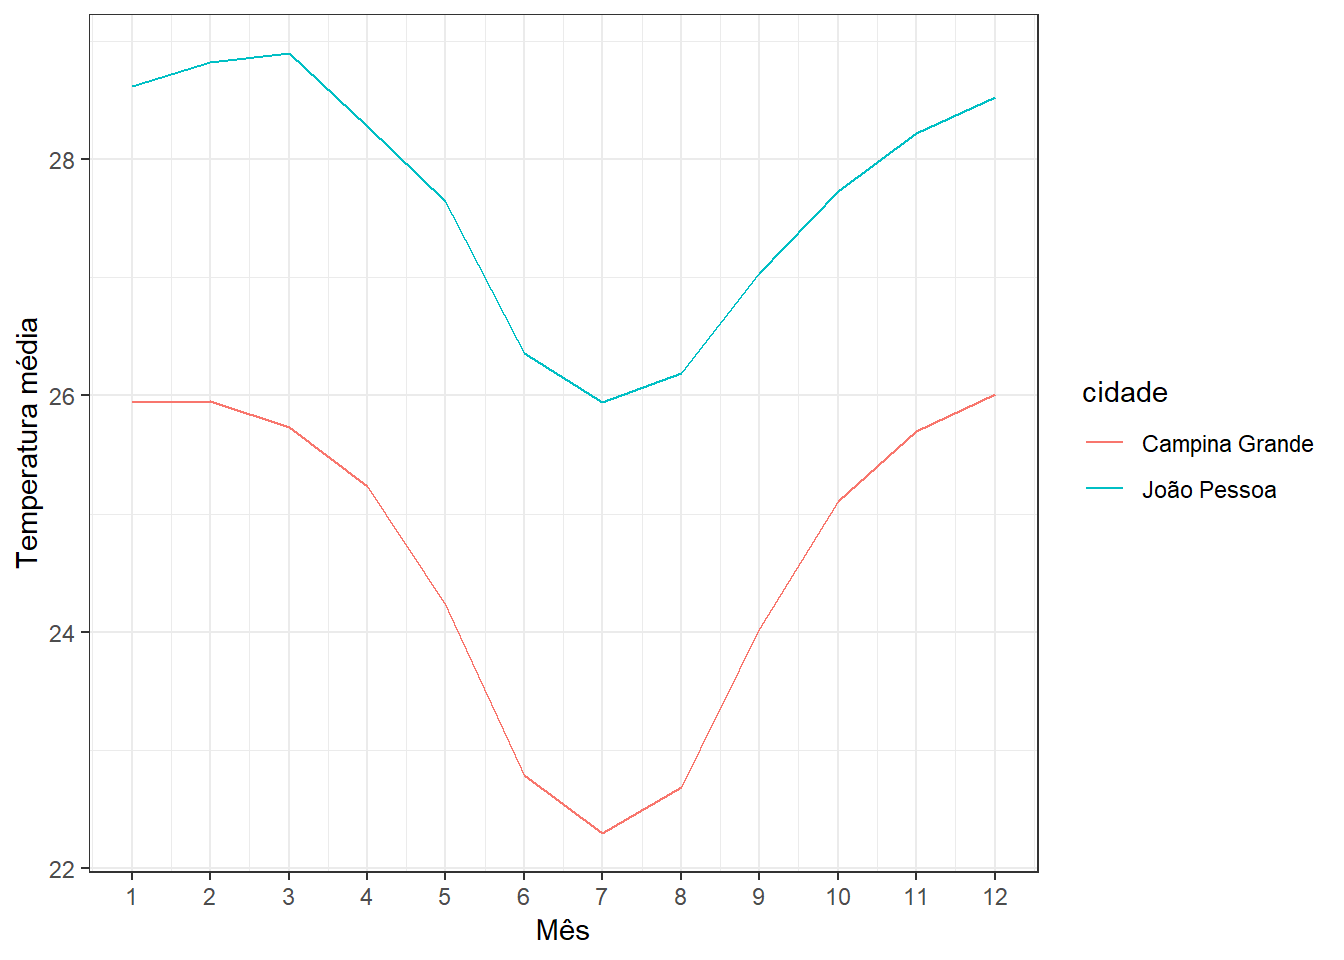 Temperatura média
28
26
24
22
1 2 3 4 5 6 7 8 9 10 11 12
Mês
cidade
Campina Grande
João Pessoa